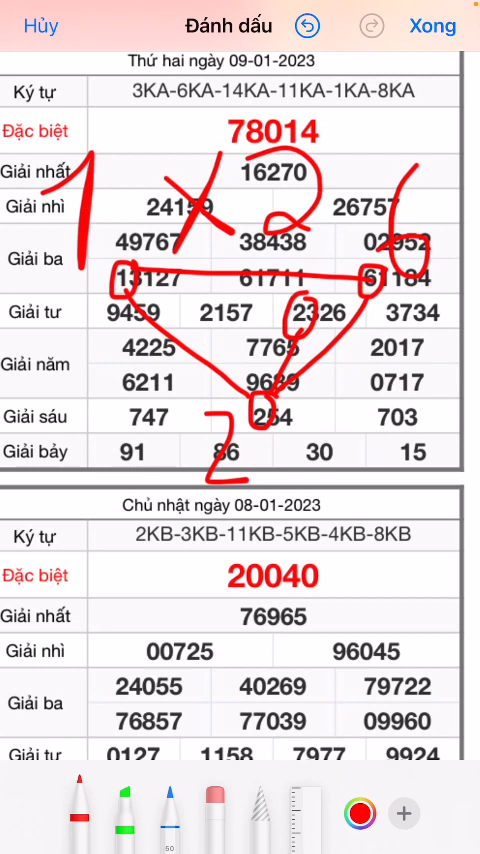 Hủy Đánh dấu Xong
Thứ hai ngày 09-01-2023
Ký tự 3KA-6KA-14KA-11KA-1KA-8KA
Đặc biệt 78014
Giải nhất 16270
Giải nhì 24159 26757
1 x 2 6
Giải ba 49767 38438 02952
13127 61711 61184
Giải tư 9459 2157 2326 3734
Giải năm 4225 7765 2017
6211 9689 0717
Giải sáu 747 254 703
2
Giải bảy 91 86 30 15
Chủ nhật ngày 08-01-2023
Ký tự 2KB-3KB-11KB-5KB-4KB-8KB
Đặc biệt 20040
Giải nhất 76965
Giải nhì 00725 96045
Giải ba 24055 40269 79722
76857 77039 09960
Giải tư 0127 1158 7977 9924
50